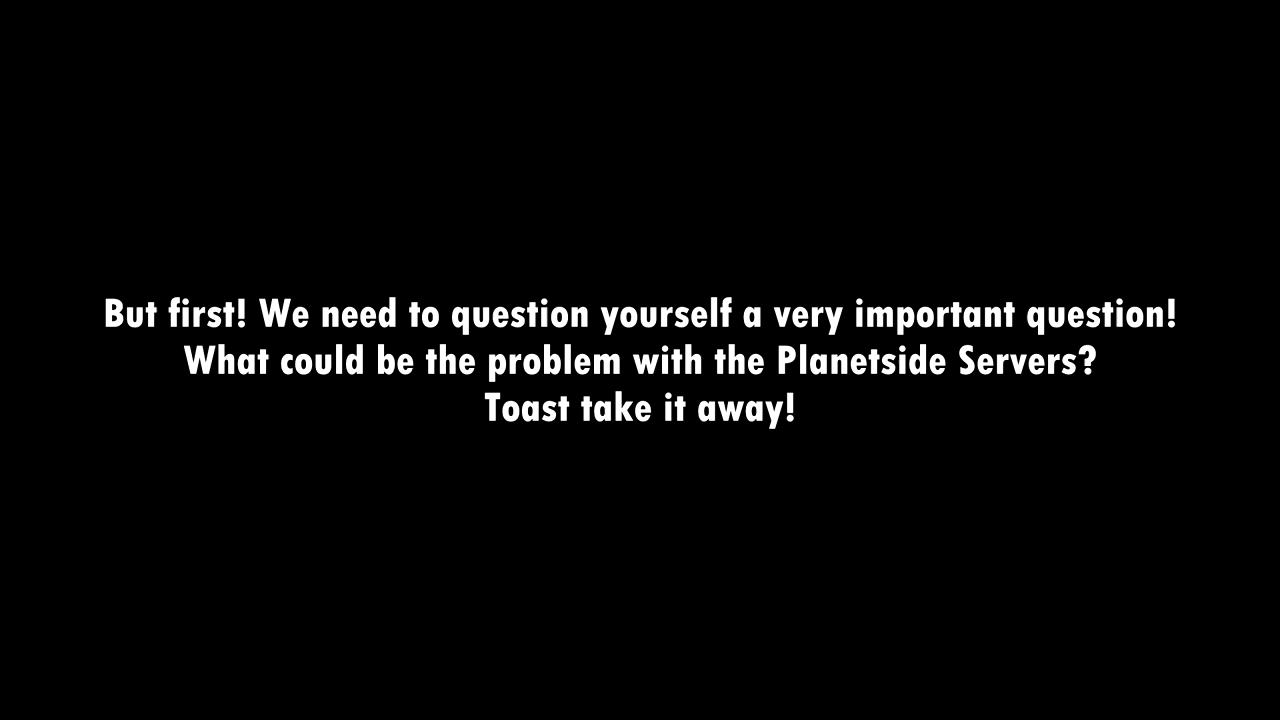 But first! We need to question yourself a very important question!
What could be the problem with the Planetside Servers?
Toast take it away!